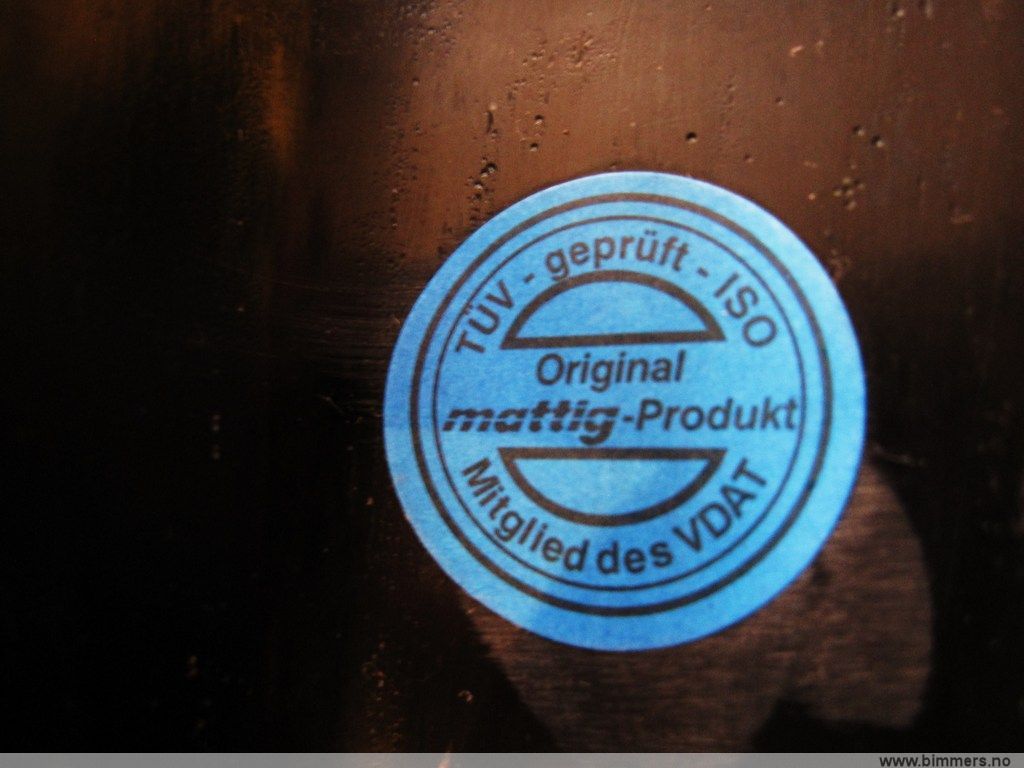 TÜV - geprüft - ISO
Original
mattig-Produkt
Mitglied des VDAT
www.bimmers.no